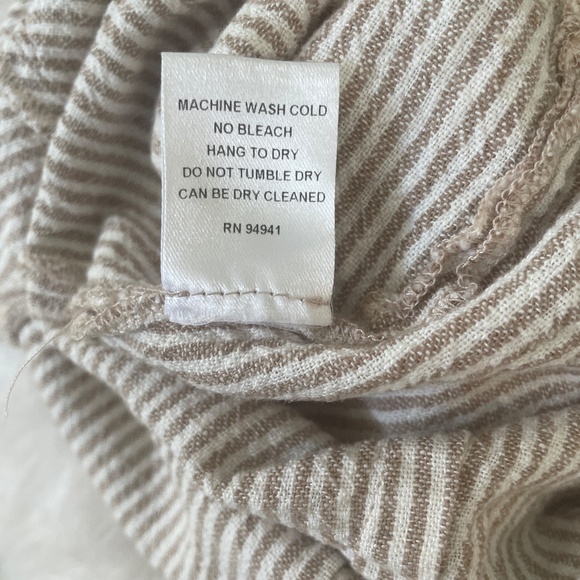 MACHINE WASH COLD
NO BLEACH
HANG TO DRY
DO NOT TUMBLE DRY
CAN BE DRY CLEANED
RN 94941